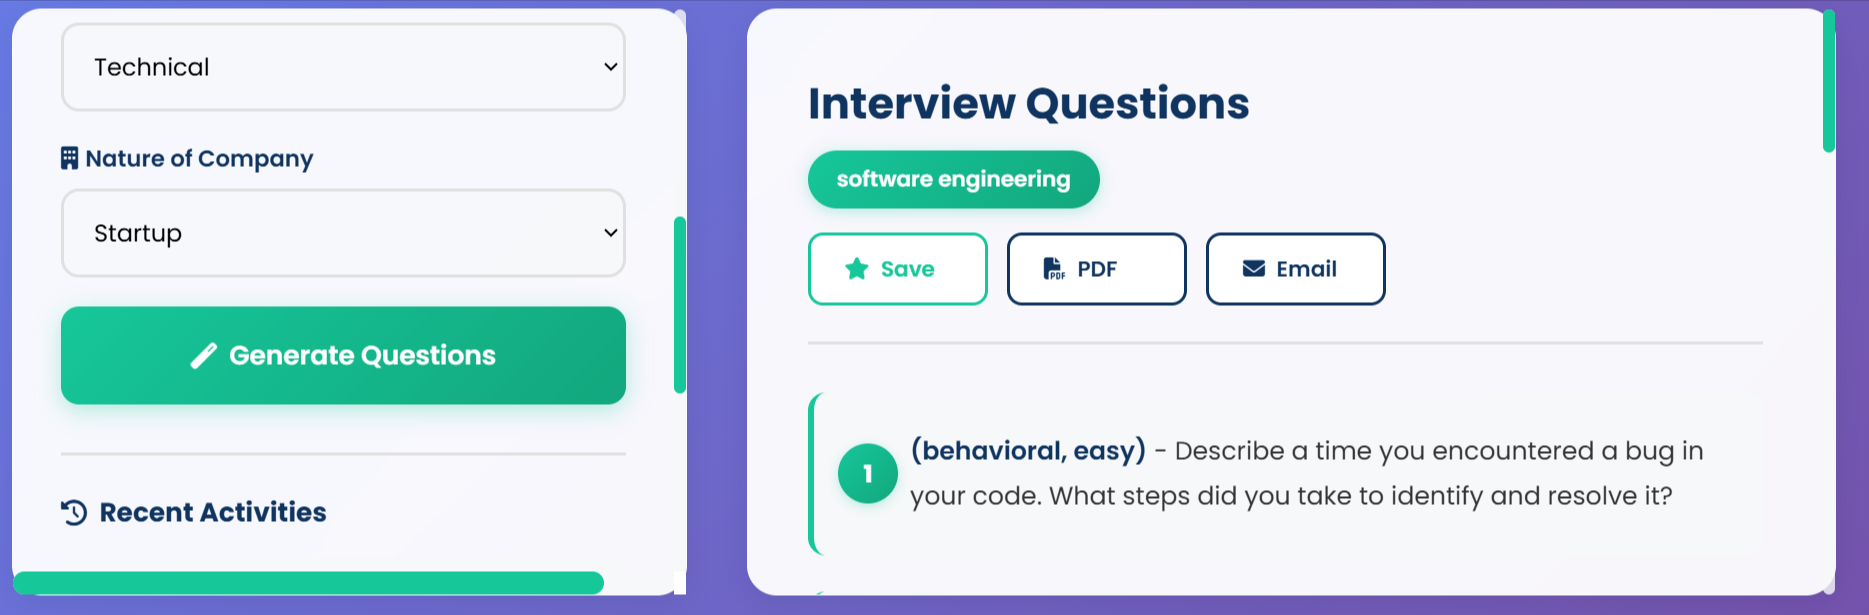 Technical
Nature of Company
Startup
Generate Questions
Recent Activities
Interview Questions
software engineering
Save
PDF PDF
Email
1
(behavioral, easy) - Describe a time you encountered a bug in
your code. What steps did you take to identify and resolve it?